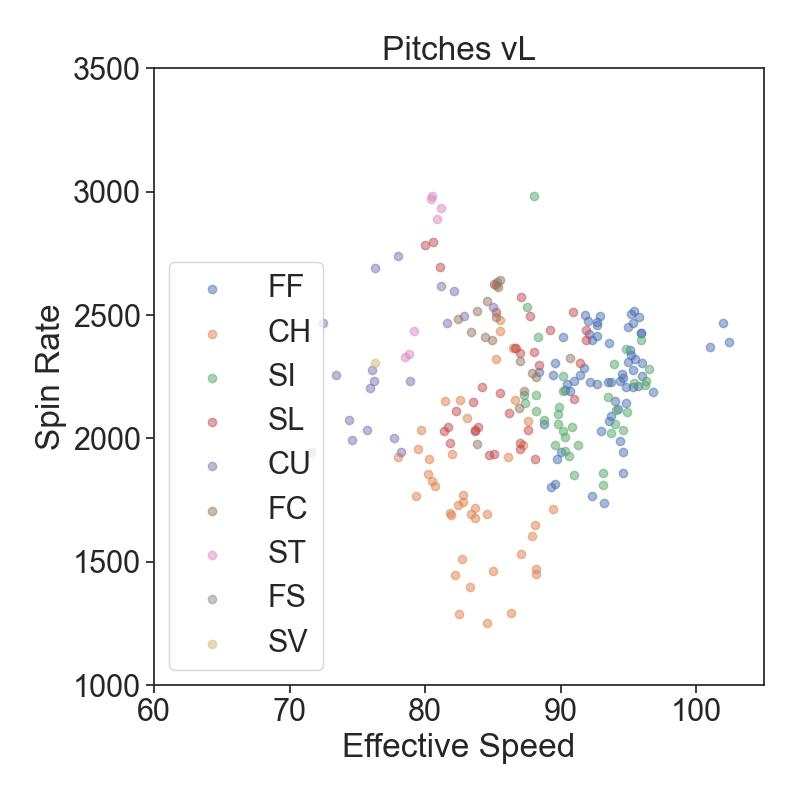 Pitches vL
3500
3000
2500
2000
1500
1000
Spin Rate
FF
CH
SI
SL
CU
FC
ST
FS
SV
60 70 80 90 100
Effective Speed